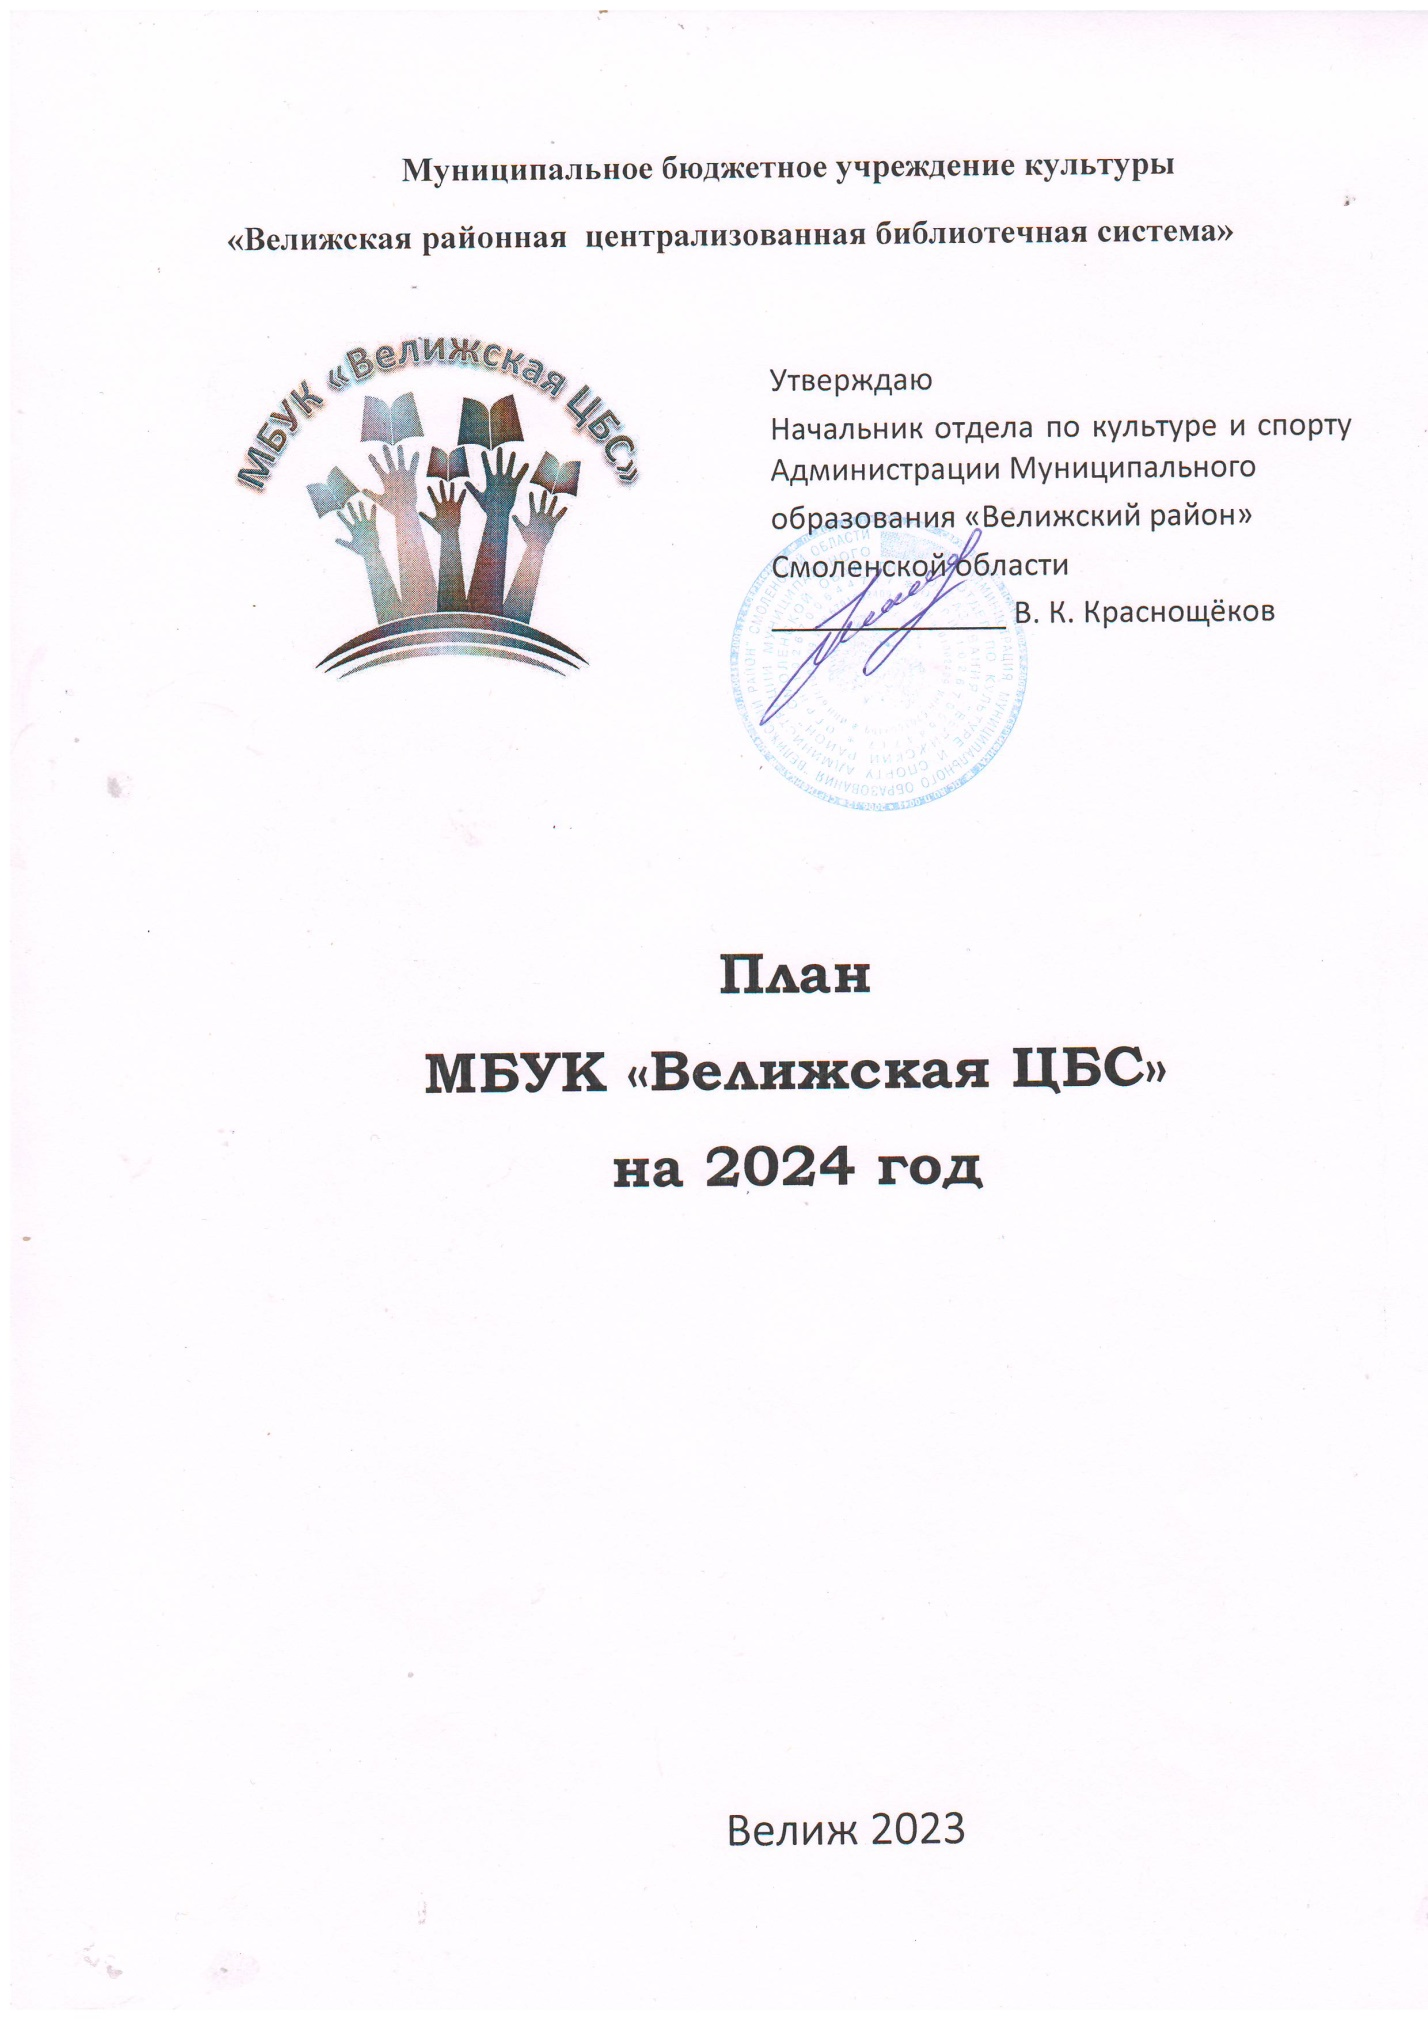 Муниципальное бюджетное учреждение культуры
«Велижская районная централизованная библиотечная система»
МБУК «Велижская ЦБС»
Утверждаю
Начальник отдела по культуре и спорту
Администрации Муниципального
образования «Велижский район»
Смоленской области
В. К. Краснощёков
План
МБУК «Велижская ЦБС»
на 2024 год
Велиж 2023